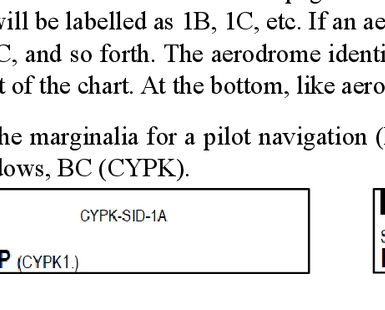 will be labelled as 1B, 1C, etc. If an ae
C, and so forth. The aerodrome identi
t of the chart. At the bottom, like aero
he marginalia for a pilot navigation (
dows, BC (CYPK).
CYPK-SID-1A
P (CYPK1.)